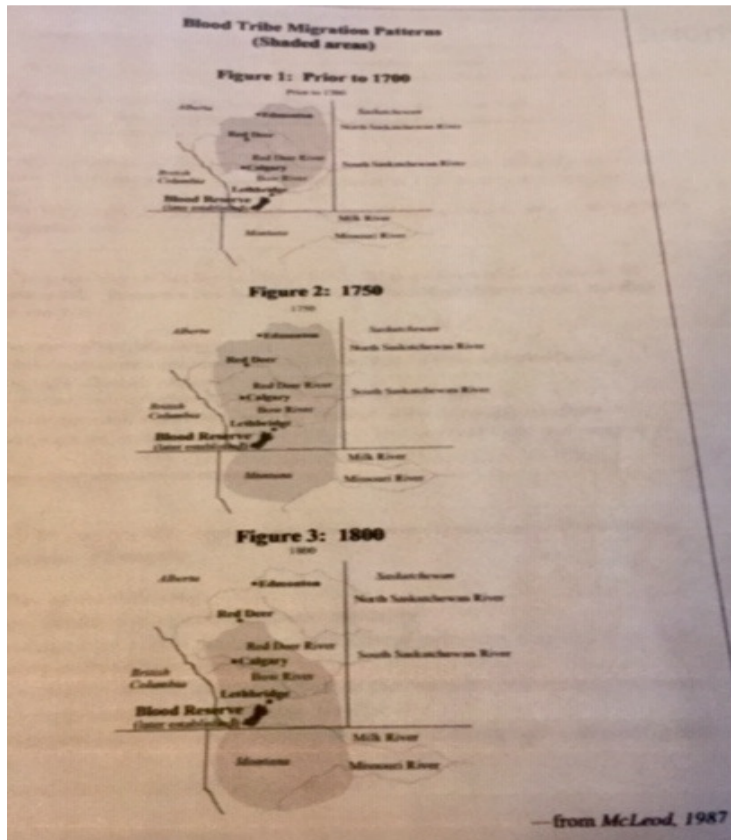 Blood Tribe Migration Patterns
(Shaded areas)
Figure 1: Prior to 1700
Prior to 1700
Alberta
Edmonton
Saskatchewan
North Saskatchewan River
Red Deer
Red Deer River
South Saskatchewan River
Calgary
British
Columbia
Bow River
Lethbridge
Blood Reserve
(later established)
Milk River
Montana
Missouri River
Figure 2: 1750
1750
Alberta
Edmonton
Saskatchewan
North Saskatchewan River
Red Deer
Red Deer River
South Saskatchewan River
Calgary
British
Columbia
Bow River
Lethbridge
Blood Reserve
(later established)
Milk River
Montana
Missouri River
Figure 3: 1800
1800
Alberta
Edmonton
Saskatchewan
North Saskatchewan River
Red Deer
Red Deer River
South Saskatchewan River
Calgary
British
Columbia
Bow River
Lethbridge
Blood Reserve
(later established)
Milk River
Montana
Missouri River
—from McLeod, 1987